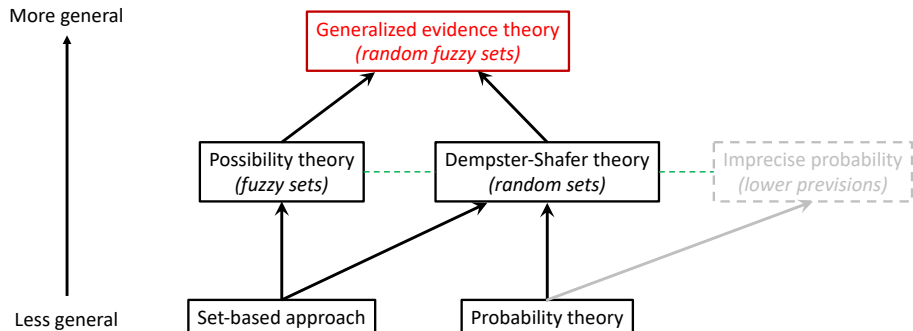 More general
Generalized evidence theory
(random fuzzy sets)
Possibility theory
(fuzzy sets)
Dempster-Shafer theory
(random sets)
Imprecise probability
(lower previsions)
Less general
Set-based approach
Probability theory